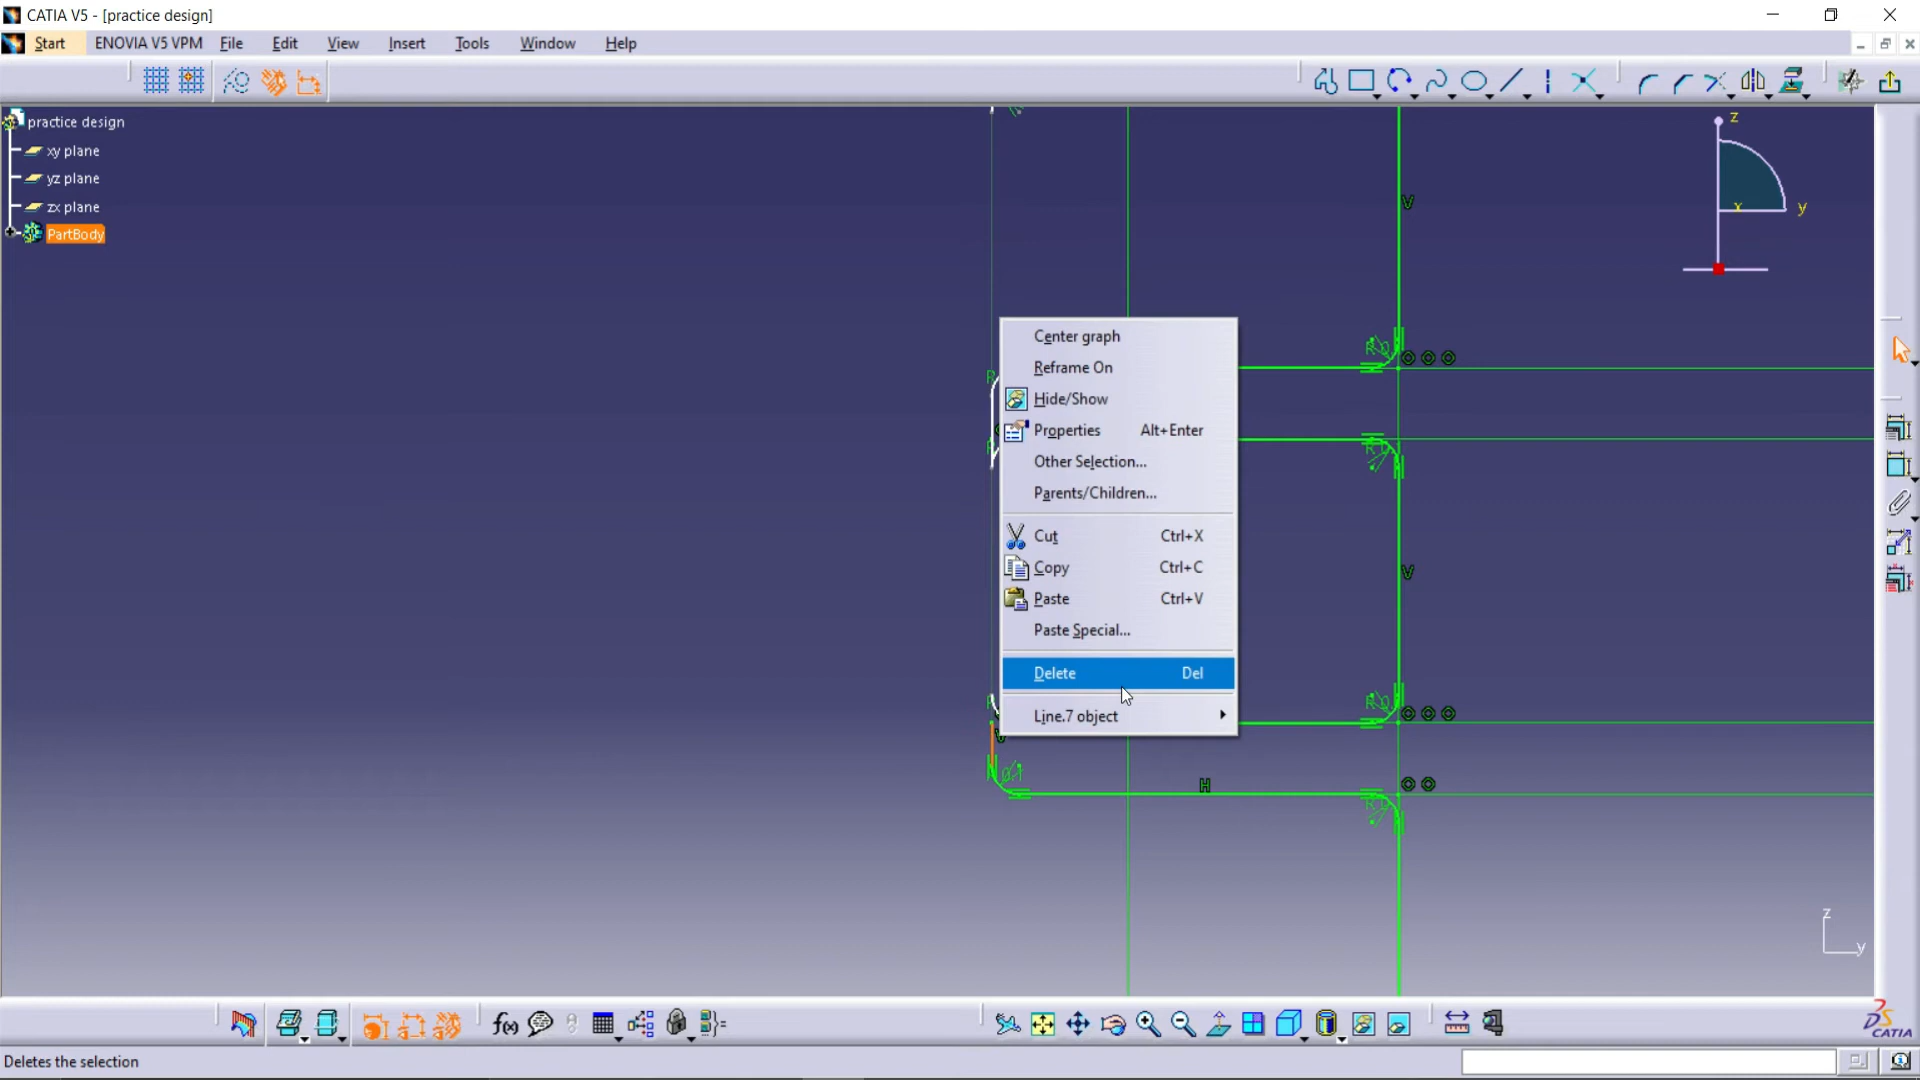 CATIA V5 - [practice design]
Start ENOVIA V5 VPM File Edit View Insert Tools Window Help
practice design
xy plane
yz plane
zx plane
PartBody
z
x
y
V
Center graph
Reframe On
Hide/Show
Properties Alt+Enter
Other Selection...
Parents/Children...
Cut Ctrl+X
Copy Ctrl+C
Paste Ctrl+V
Paste Special...
Delete Del
Line.7 object
V
H
z
y
f(x)
DS CATIA
Deletes the selection